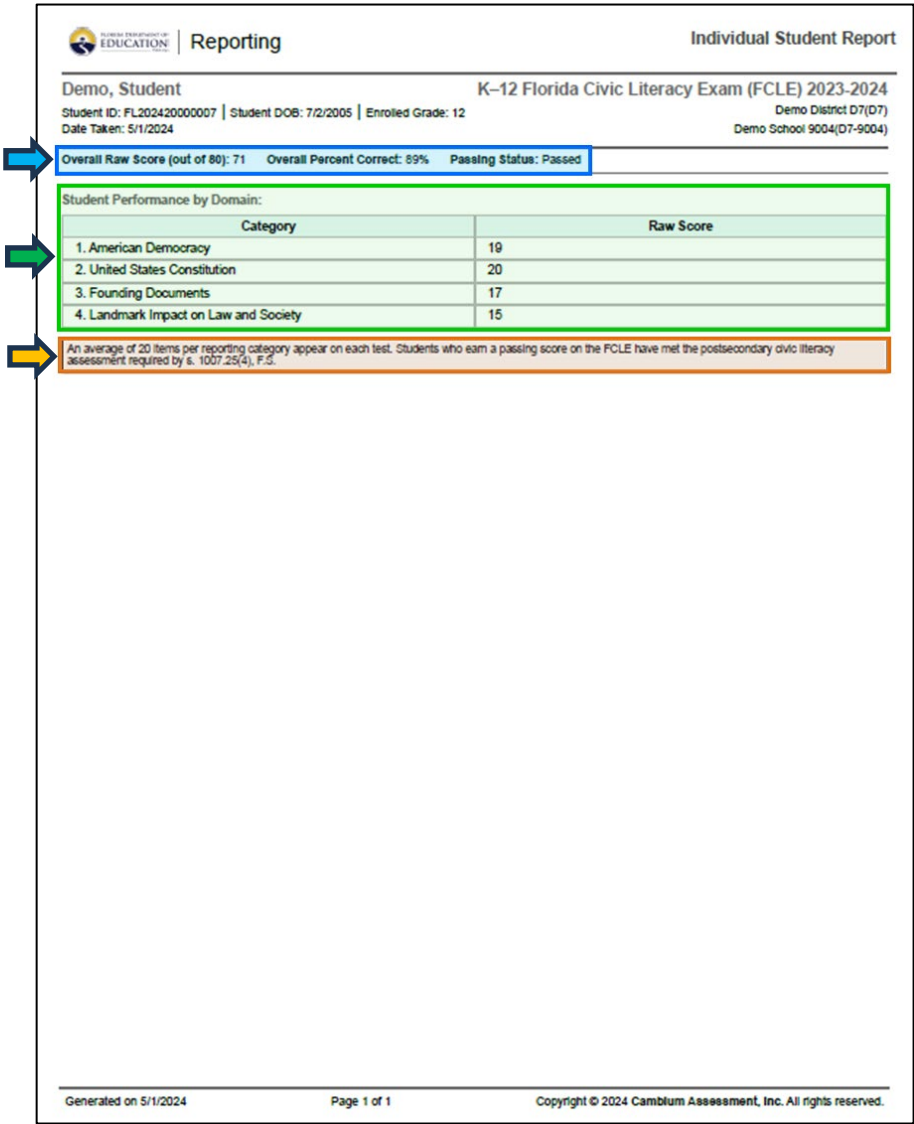 FLORIDA DEPARTMENT OF
EDUCATION
Reporting
Individual Student Report
Demo, Student
K–12 Florida Civic Literacy Exam (FCLE) 2023-2024
Student ID: FL202420000007 | Student DOB: 7/2/2005 | Enrolled Grade: 12
Demo District D7(D7)
Date Taken: 5/1/2024
Demo School 9004(D7-9004)
Overall Raw Score (out of 80): 71 Overall Percent Correct: 89% Passing Status: Passed
Student Performance by Domain:
Category Raw Score
1. American Democracy 19
2. United States Constitution 20
3. Founding Documents 17
4. Landmark Impact on Law and Society 15
An average of 20 items per reporting category appear on each test. Students who earn a passing score on the FCLE have met the postsecondary civic literacy
assessment required by s. 1007.25(4), F.S.
Generated on 5/1/2024 Page 1 of 1 Copyright © 2024 Cambium Assessment, Inc. All rights reserved.